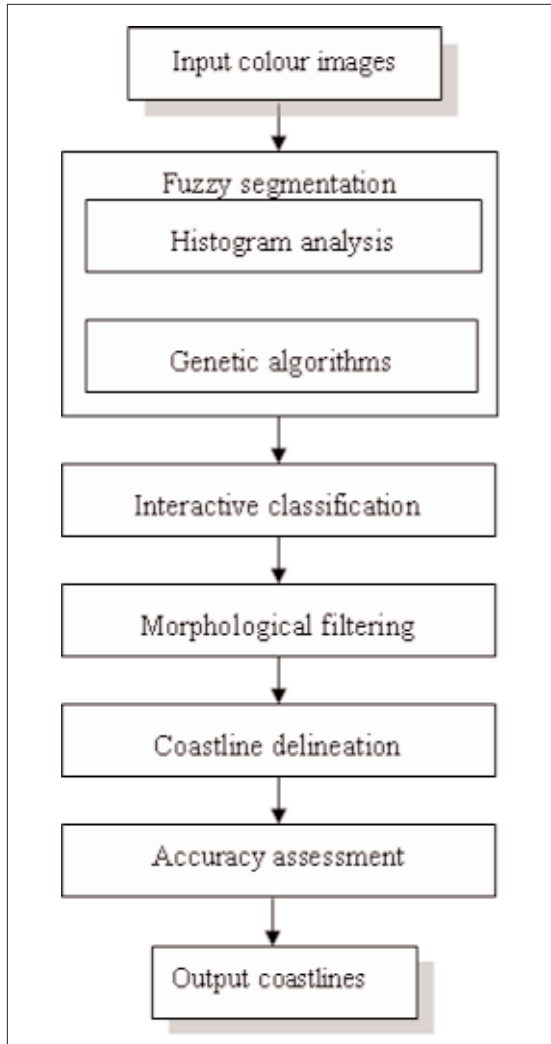 Input colour images
Fuzzy segmentation
Histogram analysis
Genetic algorithms
Interactive classification
Morphological filtering
Coastline delineation
Accuracy assessment
Output coastlines